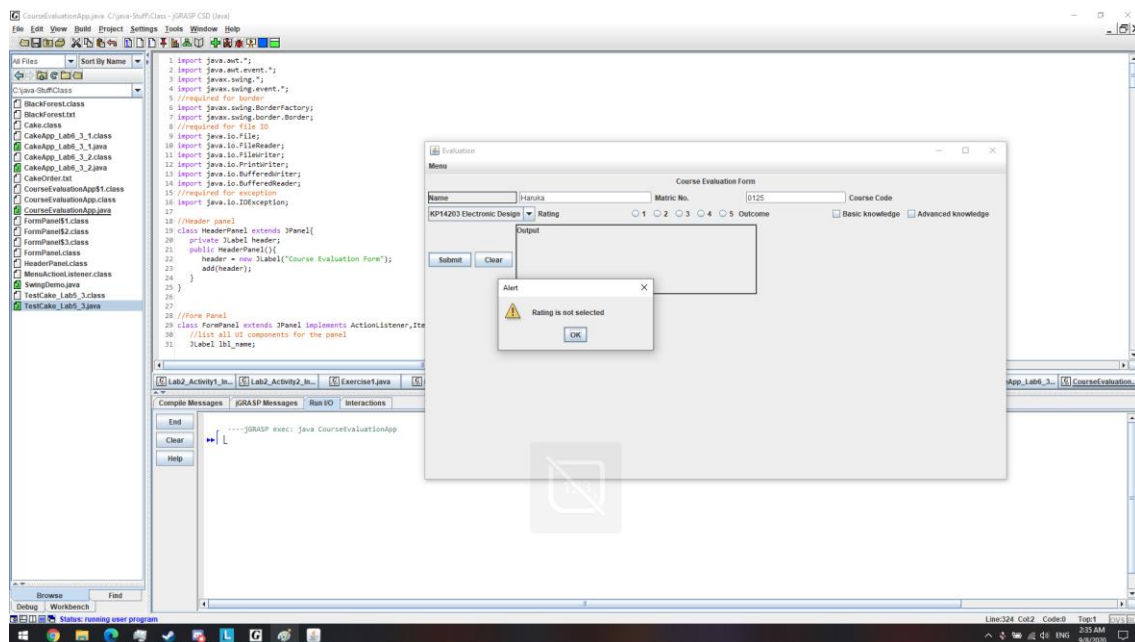 CourseEvaluationApp.java C:\java-Stuff\Class - jGRASP CSD (Java)
File Edit View Build Project Settings Tools Window Help
All Files Sort By Name
C:\java-Stuff\Class
BlackForest.class
BlackForest.txt
Cake.class
CakeApp_Lab6_3_1.class
CakeApp_Lab6_3_1.java
CakeApp_Lab6_3_2.class
CakeApp_Lab6_3_2.java
CakeOrder.txt
CourseEvaluationApp$1.class
CourseEvaluationApp.class
CourseEvaluationApp.java
FormPanel$1.class
FormPanel$2.class
FormPanel$3.class
FormPanel.class
HeaderPanel.class
MenuActionListener.class
SwingDemo.java
TestCake_Lab5_3.class
TestCake_Lab5_3.java
Browse Find
Debug Workbench
1 import java.awt.*;
2 import java.awt.event.*;
3 import javax.swing.*;
4 import javax.swing.event.*;
5 //required for border
6 import javax.swing.BorderFactory;
7 import javax.swing.border.Border;
8 //required for file IO
9 import java.io.File;
10 import java.io.FileReader;
11 import java.io.FileWriter;
12 import java.io.PrintWriter;
13 import java.io.BufferedWriter;
14 import java.io.BufferedReader;
15 //required for exception
16 import java.io.IOException;
17
18 //Header panel
19 class HeaderPanel extends JPanel{
20 private JLabel header;
21 public HeaderPanel(){
22 header = new JLabel("Course Evaluation Form");
23 add(header);
24 }
25 }
26
27
28 //Form Panel
29 class FormPanel extends JPanel implements ActionListener,Ite
30 //list all UI components for the panel
31 JLabel lbl_name;
Lab2_Activity1_In... Lab2_Activity2_In... Exercise1.java App_Lab6_3... CourseEvaluation...
Compile Messages jGRASP Messages Run I/O Interactions
End
Clear
Help
----jGRASP exec: java CourseEvaluationApp
Evaluation
Menu
Course Evaluation Form
Name Haruka Matric No. 0125 Course Code
KP14203 Electronic Design Rating 1 2 3 4 5 Outcome Basic knowledge Advanced knowledge
Output
Submit Clear
Alert
Rating is not selected
OK
Status: running user program
Line:324 Col:2 Code:0 Top:1 OVS
ENG 2:35 AM
9/8/2020